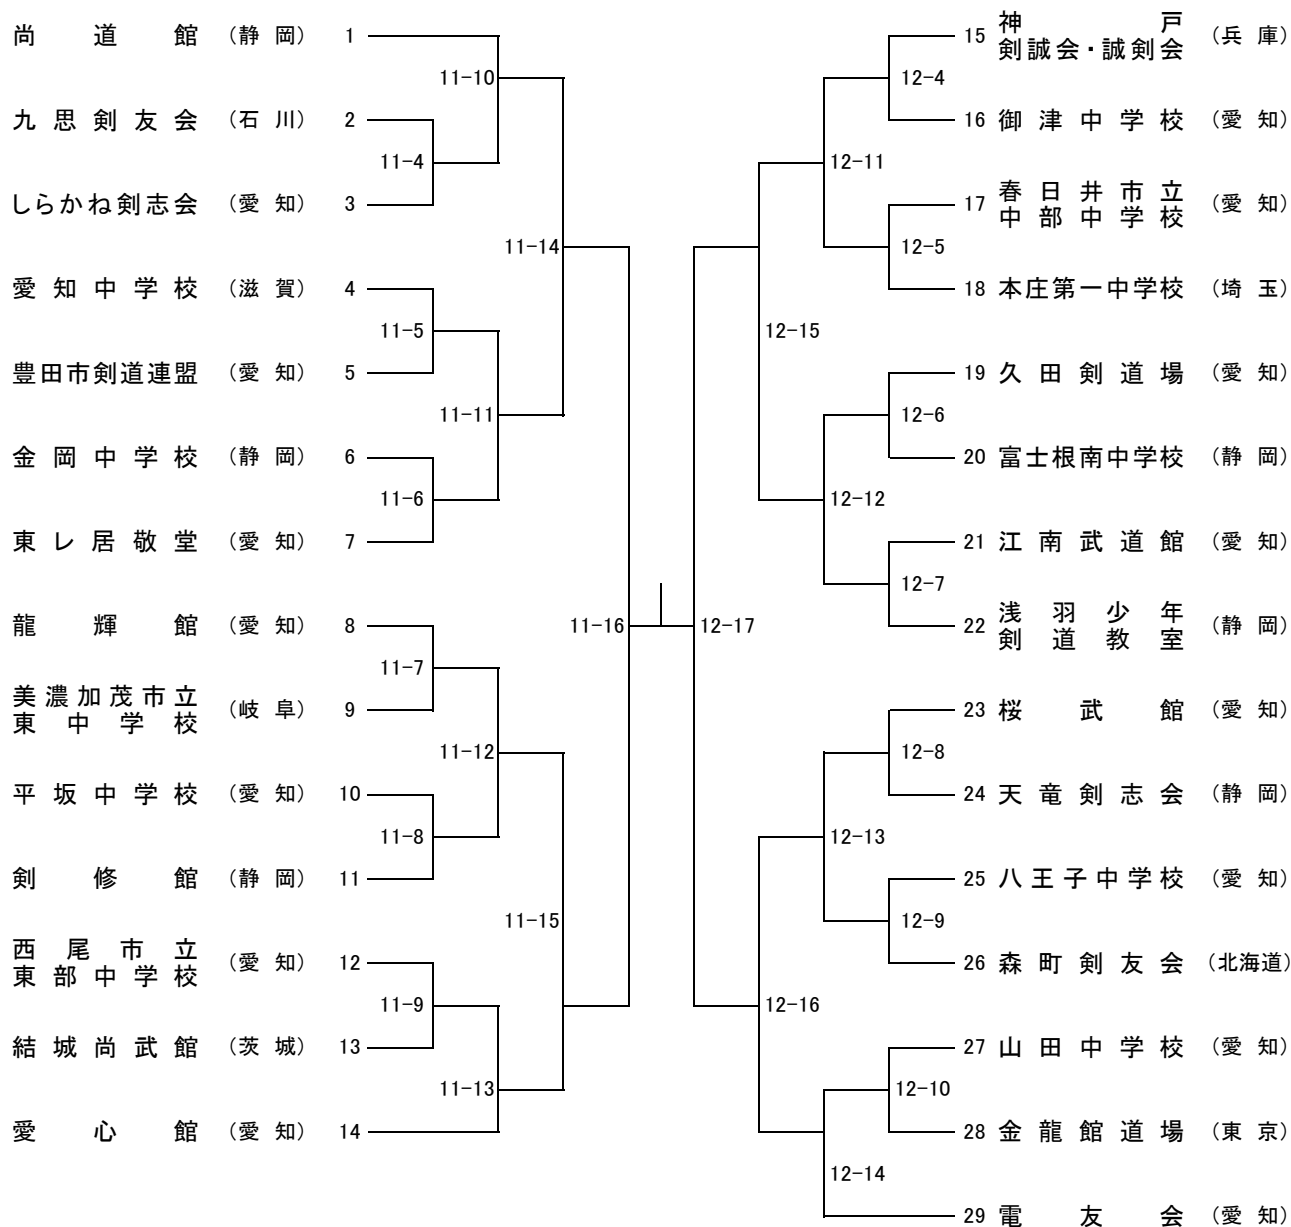 尚道館 （静岡） 1
11-10
九思剣友会 （石川） 2
11-4
しらかね剣志会 （愛知） 3
11-14
愛知中学校 （滋賀） 4
11-5
豊田市剣道連盟 （愛知） 5
11-11
金岡中学校 （静岡） 6
11-6
東レ居敬堂 （愛知） 7
11-16
龍輝館 （愛知） 8
11-7
美濃加茂市立
東中学校 （岐阜） 9
11-12
平坂中学校 （愛知） 10
11-8
剣修館 （静岡） 11
11-15
西尾市立
東部中学校 （愛知） 12
11-9
結城尚武館 （茨城） 13
11-13
愛心館 （愛知） 14
15 神戸
剣誠会・誠剣会 （兵庫）
12-4
16 御津中学校 （愛知）
12-11
17 春日井市立
中部中学校 （愛知）
12-5
18 本庄第一中学校 （埼玉）
12-15
19 久田剣道場 （愛知）
12-6
20 富士根南中学校 （静岡）
12-12
21 江南武道館 （愛知）
12-7
22 浅羽少年
剣道教室 （静岡）
12-17
23 桜武館 （愛知）
12-8
24 天竜剣志会 （静岡）
12-13
25 八王子中学校 （愛知）
12-9
26 森町剣友会 （北海道）
12-16
27 山田中学校 （愛知）
12-10
28 金龍館道場 （東京）
12-14
29 電友会 （愛知）